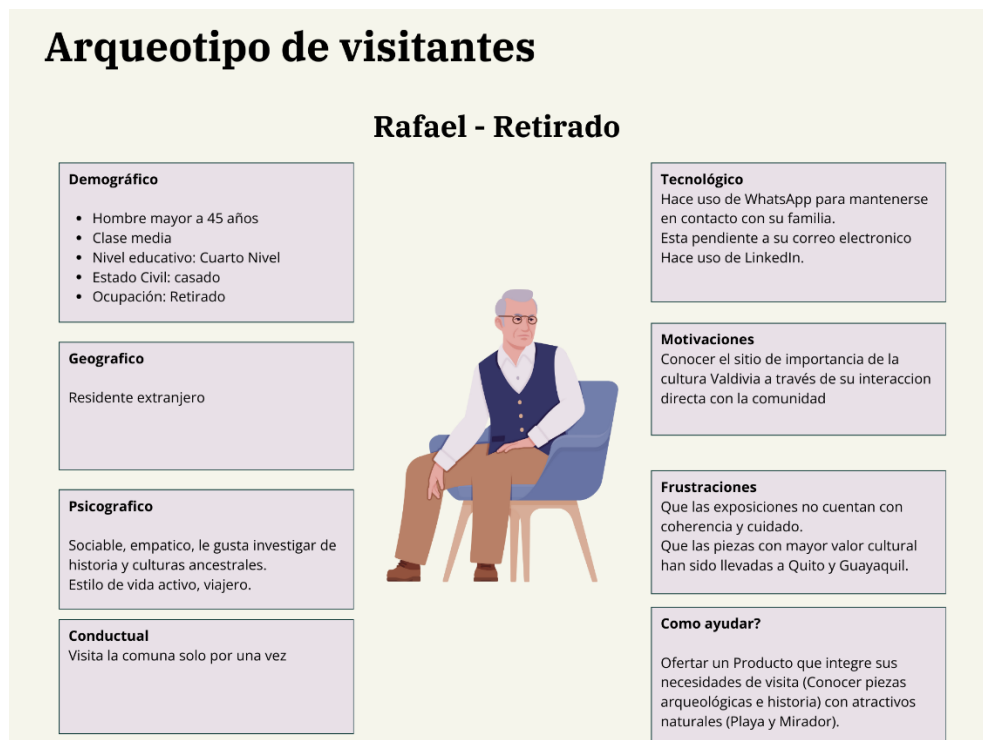 Arqueotipo de visitantes
Rafael - Retirado
Demográfico
• Hombre mayor a 45 años
• Clase media
• Nivel educativo: Cuarto Nivel
• Estado Civil: casado
• Ocupación: Retirado
Geografico
Residente extranjero
Psicografico
Sociable, empatico, le gusta investigar de
historia y culturas ancestrales.
Estilo de vida activo, viajero.
Conductual
Visita la comuna solo por una vez
Tecnológico
Hace uso de WhatsApp para mantenerse
en contacto con su familia.
Esta pendiente a su correo electronico
Hace uso de LinkedIn.
Motivaciones
Conocer el sitio de importancia de la
cultura Valdivia a través de su interaccion
directa con la comunidad
Frustraciones
Que las exposiciones no cuentan con
coherencia y cuidado.
Que las piezas con mayor valor cultural
han sido llevadas a Quito y Guayaquil.
Como ayudar?
Ofertar un Producto que integre sus
necesidades de visita (Conocer piezas
arqueológicas e historia) con atractivos
naturales (Playa y Mirador).